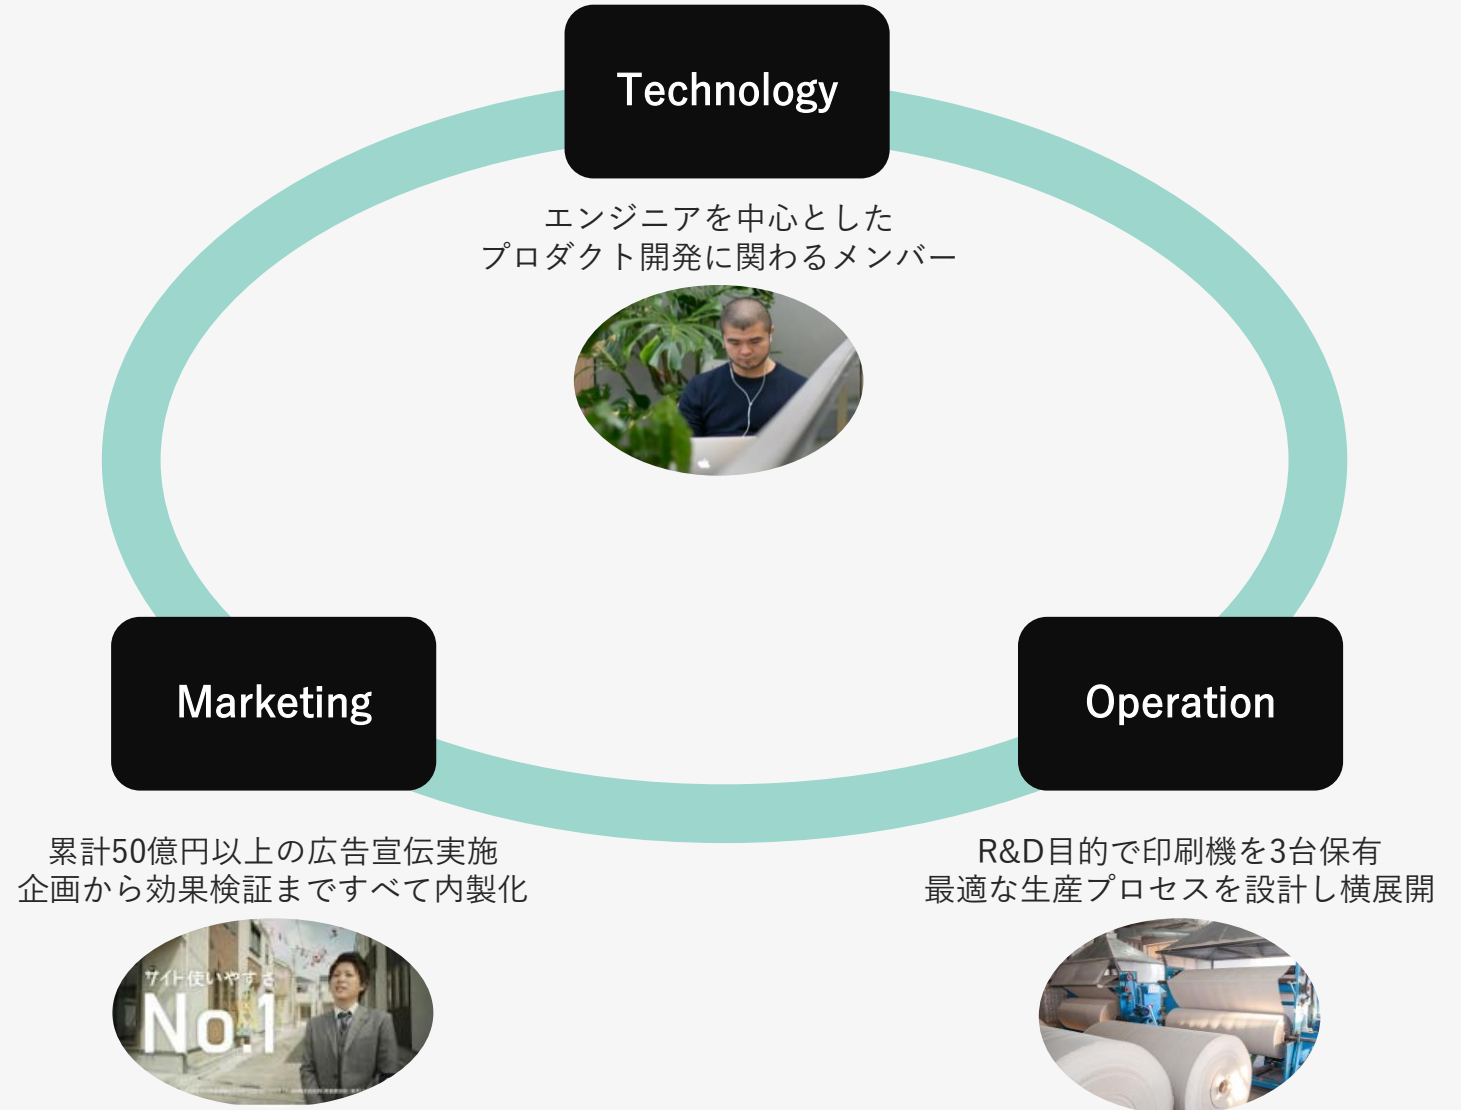 Technology
エンジニアを中心とした
プロダクト開発に関わるメンバー
Marketing
Operation
累計50億円以上の広告宣伝実施
企画から効果検証まですべて内製化
R&D目的で印刷機を3台保有
最適な生産プロセスを設計し横展開
サイト使いやすさ
No.1